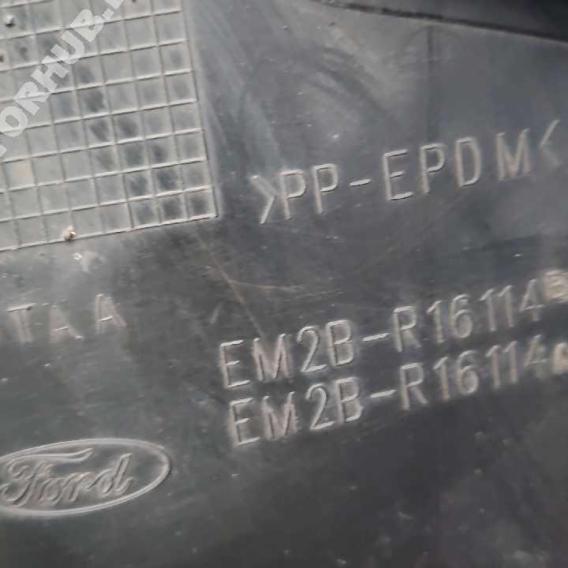 >PP-EPDM<
TAA
EM2B-R16114
EM2B-R16114
Ford